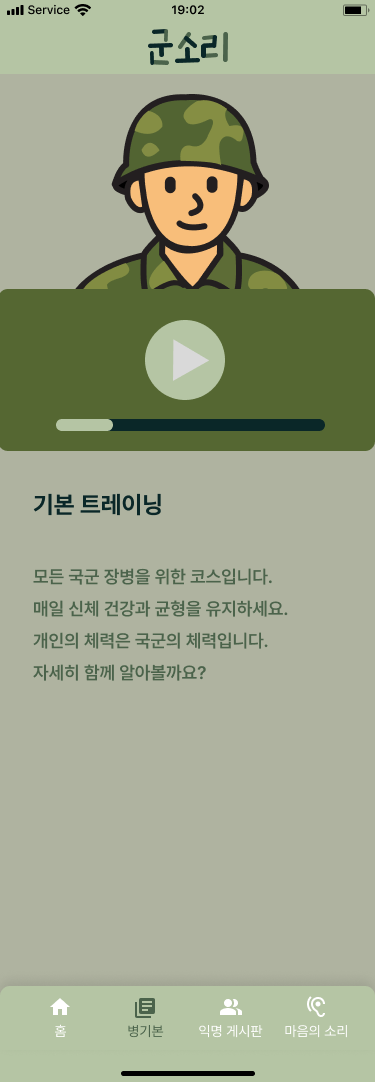 Service
19:02
군소리
기본 트레이닝
모든 국군 장병을 위한 코스입니다.
매일 신체 건강과 균형을 유지하세요.
개인의 체력은 국군의 체력입니다.
자세히 함께 알아볼까요?
홈
병기본
익명 게시판
마음의 소리